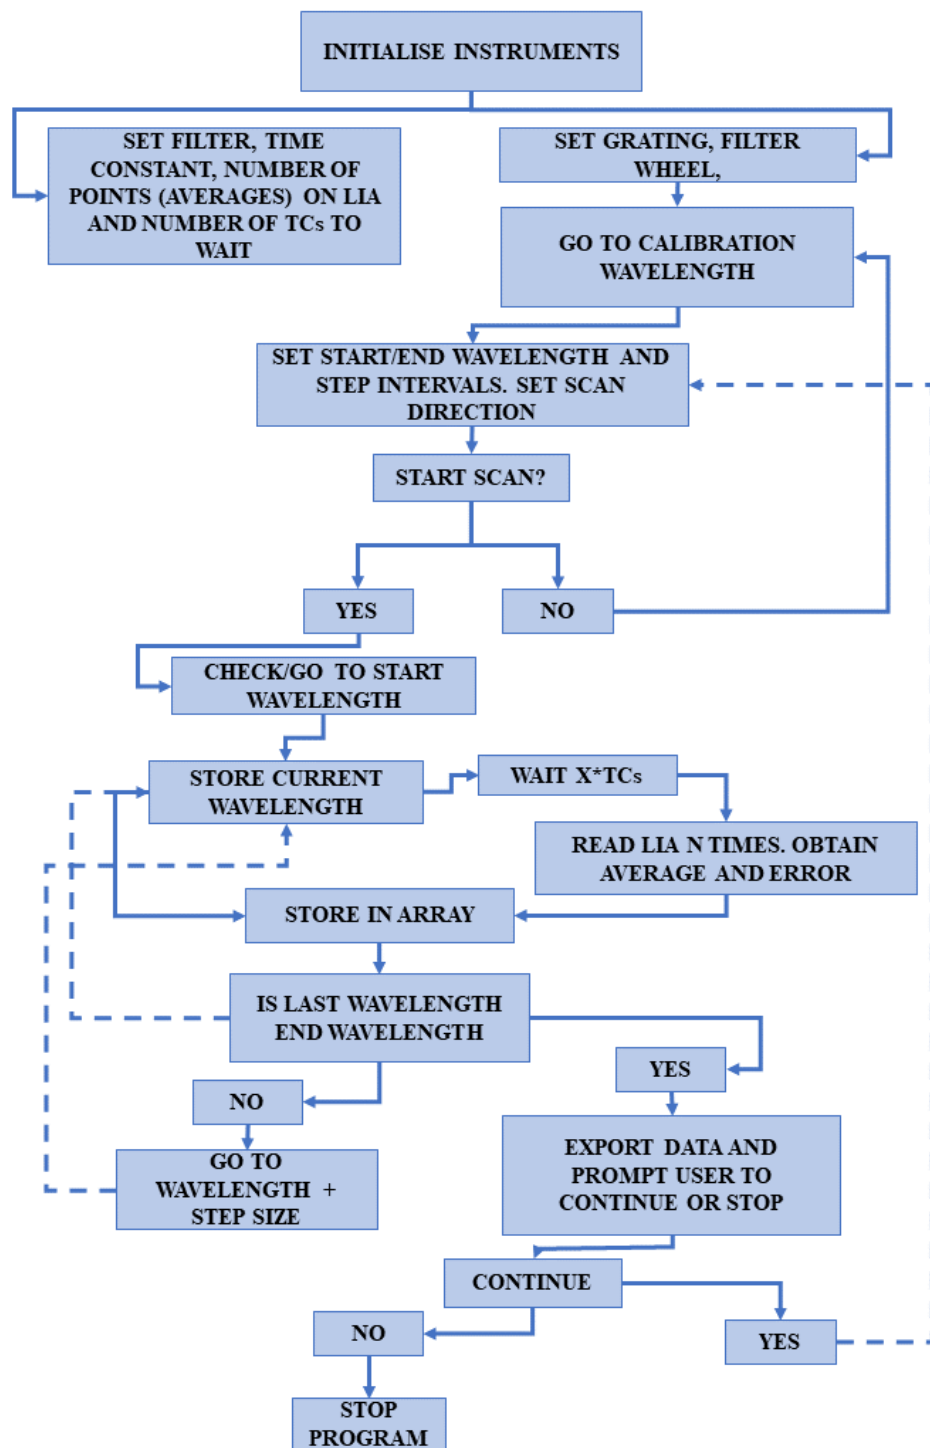 INITIALISE INSTRUMENTS
SET FILTER, TIME
CONSTANT, NUMBER OF
POINTS (AVERAGES) ON LIA
AND NUMBER OF TCs TO
WAIT
SET GRATING, FILTER
WHEEL,
GO TO CALIBRATION
WAVELENGTH
SET START/END WAVELENGTH AND
STEP INTERVALS. SET SCAN
DIRECTION
START SCAN?
YES
NO
CHECK/GO TO START
WAVELENGTH
STORE CURRENT
WAVELENGTH
WAIT X*TCs
READ LIA N TIMES. OBTAIN
AVERAGE AND ERROR
STORE IN ARRAY
IS LAST WAVELENGTH
END WAVELENGTH
YES
NO
GO TO
WAVELENGTH +
STEP SIZE
EXPORT DATA AND
PROMPT USER TO
CONTINUE OR STOP
CONTINUE
NO
YES
STOP
PROGRAM